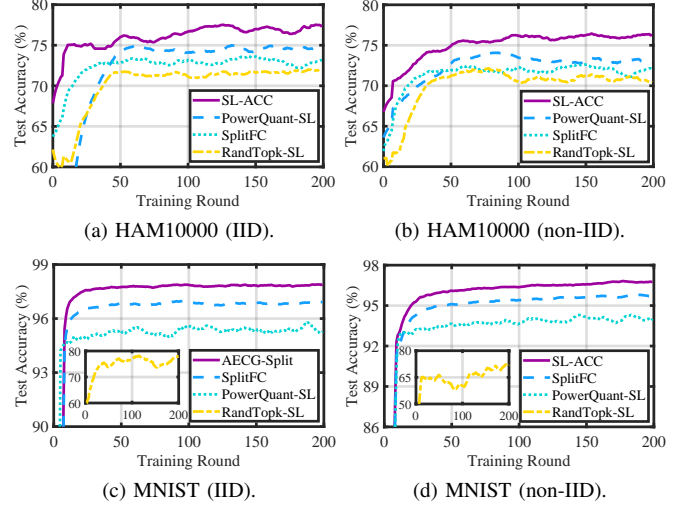 80
75
70
65
60
Test Accuracy (%)
SL-ACC
PowerQuant-SL
SplitFC
RandTopk-SL
0 50 100 150 200
Training Round
(a) HAM10000 (IID).
80
75
70
65
60
Test Accuracy (%)
SL-ACC
PowerQuant-SL
SplitFC
RandTopk-SL
0 50 100 150 200
Training Round
(b) HAM10000 (non-IID).
99
96
93
90
Test Accuracy (%)
80
70
60
0 200
AECG-Split
SplitFC
PowerQuant-SL
RandTopk-SL
0 50 100 150 200
Training Round
(c) MNIST (IID).
98
95
92
89
86
Test Accuracy (%)
80
65
50
0 100 200
SL-ACC
SplitFC
PowerQuant-SL
RandTopk-SL
0 50 100 150 200
Training Round
(d) MNIST (non-IID).